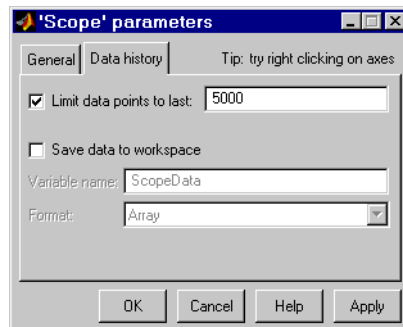 'Scope' parameters
General Data history Tip: try right clicking on axes
Limit data points to last: 5000
Save data to workspace
Variable name: ScopeData
Format: Array
OK Cancel Help Apply